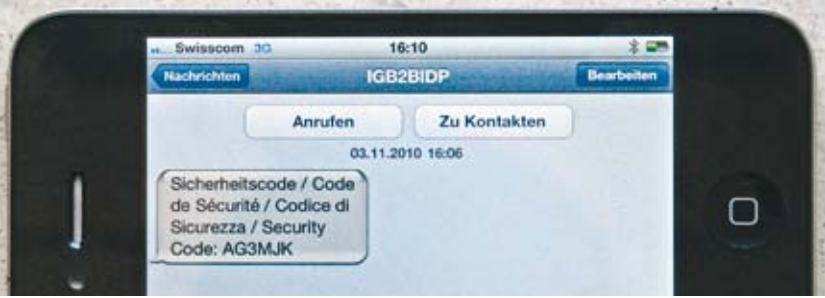 Swisscom 3G 16:10
Nachrichten IGB2BIDP Bearbeiten
Anrufen Zu Kontakten
03.11.2010 16:06
Sicherheitscode / Code
de Sécurité / Codice di
Sicurezza / Security
Code: AG3MJK